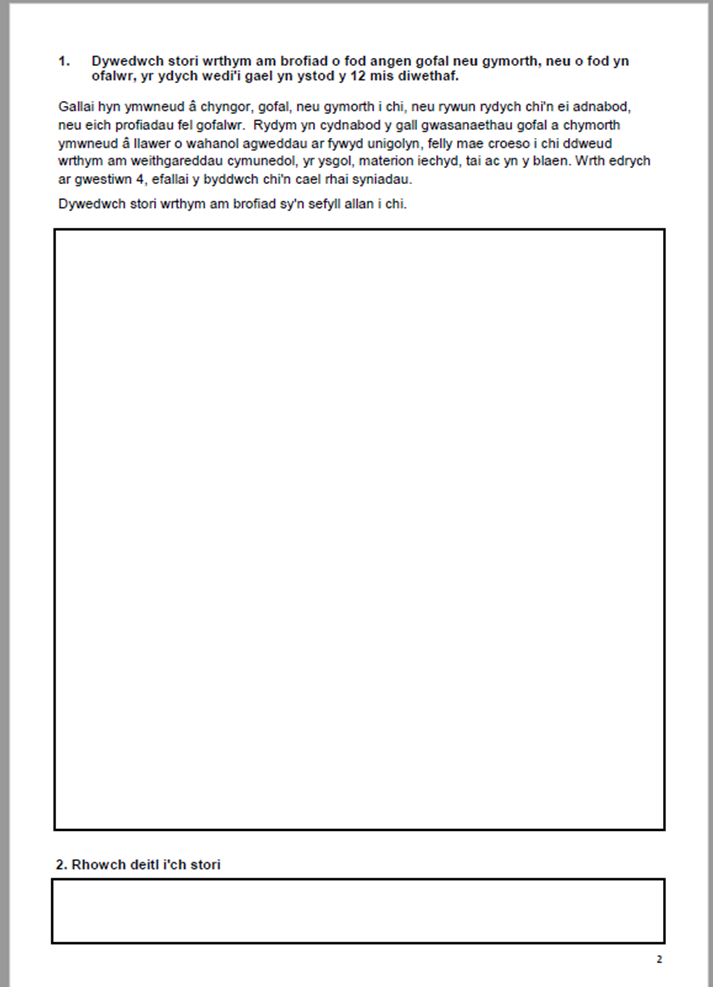 1. Dywedwch stori wrthym am brofiad o fod angen gofal neu gymorth, neu o fod yn
ofalwr, yr ydych wedi'i gael yn ystod y 12 mis diwethaf.
Gallai hyn ymwneud â chyngor, gofal, neu gymorth i chi, neu rywun rydych chi'n ei adnabod,
neu eich profiadau fel gofalwr. Rydym yn cydnabod y gall gwasanaethau gofal a chymorth
ymwneud â llawer o wahanol agweddau ar fywyd unigolyn, felly mae croeso i chi ddweud
wrthym am weithgareddau cymunedol, yr ysgol, materion iechyd, tai ac yn y blaen. Wrth edrych
ar gwestiwn 4, efallai y byddwch chi'n cael rhai syniadau.
Dywedwch stori wrthym am brofiad sy'n sefyll allan i chi.
2. Rhowch deitl i'ch stori
2